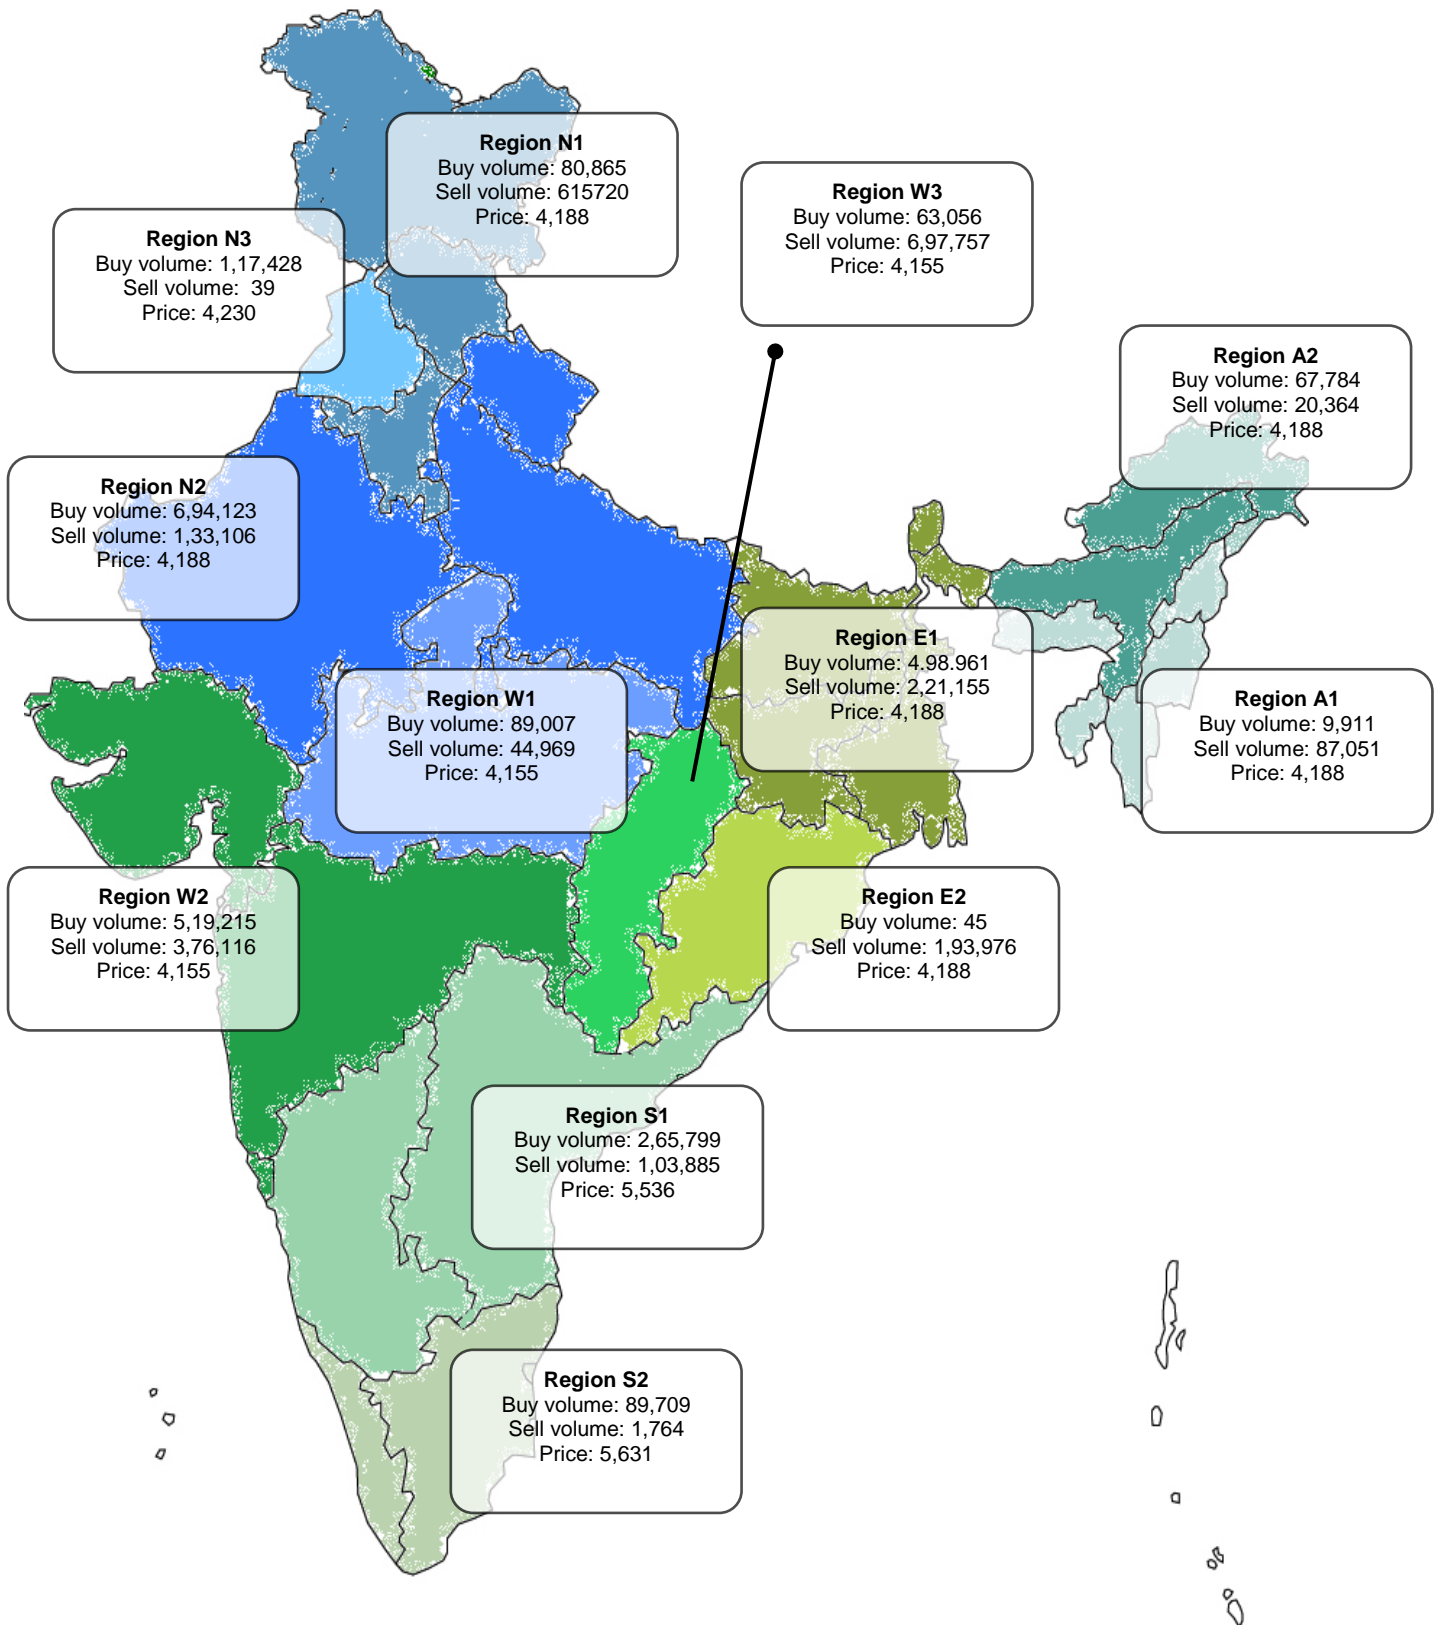 Region N1
Buy volume: 80,865
Sell volume: 615720
Price: 4,188
Region W3
Buy volume: 63,056
Sell volume: 6,97,757
Price: 4,155
Region N3
Buy volume: 1,17,428
Sell volume:  39
Price: 4,230
Region A2
Buy volume: 67,784
Sell volume: 20,364
Price: 4,188
Region N2
Buy volume: 6,94,123
Sell volume: 1,33,106
Price: 4,188
Region E1
Buy volume: 4.98.961
Sell volume: 2,21,155
Price: 4,188
Region W1
Buy volume: 89,007
Sell volume: 44,969
Price: 4,155
Region A1
Buy volume: 9,911
Sell volume: 87,051
Price: 4,188
Region W2
Buy volume: 5,19,215
Sell volume: 3,76,116
Price: 4,155
Region E2
Buy volume: 45
Sell volume: 1,93,976
Price: 4,188
Region S1
Buy volume: 2,65,799
Sell volume: 1,03,885
Price: 5,536
Region S2
Buy volume: 89,709
Sell volume: 1,764
Price: 5,631